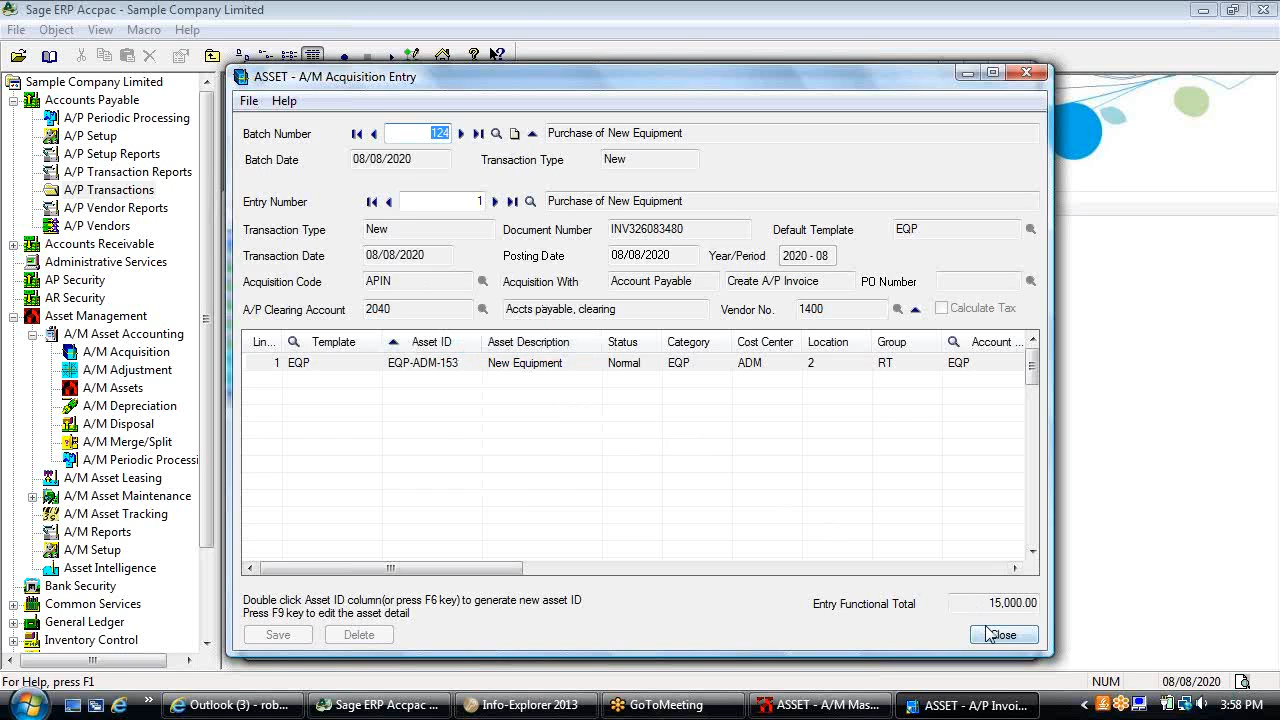 Sage ERP Accpac - Sample Company Limited
File Object View Macro Help
Sample Company Limited
Accounts Payable
A/P Periodic Processing
A/P Setup
A/P Setup Reports
A/P Transaction Reports
A/P Transactions
A/P Vendor Reports
A/P Vendors
Accounts Receivable
Administrative Services
AP Security
AR Security
Asset Management
A/M Asset Accounting
A/M Acquisition
A/M Adjustment
A/M Assets
A/M Depreciation
A/M Disposal
A/M Merge/Split
A/M Periodic Processi
A/M Asset Leasing
A/M Asset Maintenance
A/M Asset Tracking
A/M Reports
A/M Setup
Asset Intelligence
Bank Security
Common Services
General Ledger
Inventory Control
ASSET - A/M Acquisition Entry
File Help
Batch Number 124 Purchase of New Equipment
Batch Date 08/08/2020 Transaction Type New
Entry Number 1 Purchase of New Equipment
Transaction Type New Document Number INV326083480 Default Template EQP
Transaction Date 08/08/2020 Posting Date 08/08/2020 Year/Period 2020 - 08
Acquisition Code APIN Acquisition With Account Payable Create A/P Invoice PO Number
A/P Clearing Account 2040 Accts payable, clearing Vendor No. 1400 Calculate Tax
Lin... Template Asset ID Asset Description Status Category Cost Center Location Group Account ...
1 EQP EQP-ADM-153 New Equipment Normal EQP ADM 2 RT EQP
Double click Asset ID column(or press F6 key) to generate new asset ID
Press F9 key to edit the asset detail
Entry Functional Total 15,000.00
Save Delete Close
For Help, press F1 NUM 08/08/2020
Outlook (3) - rob... Sage ERP Accpac ... Info-Explorer 2013 GoToMeeting ASSET - A/M Mas... ASSET - A/P Invoi... 3:58 PM